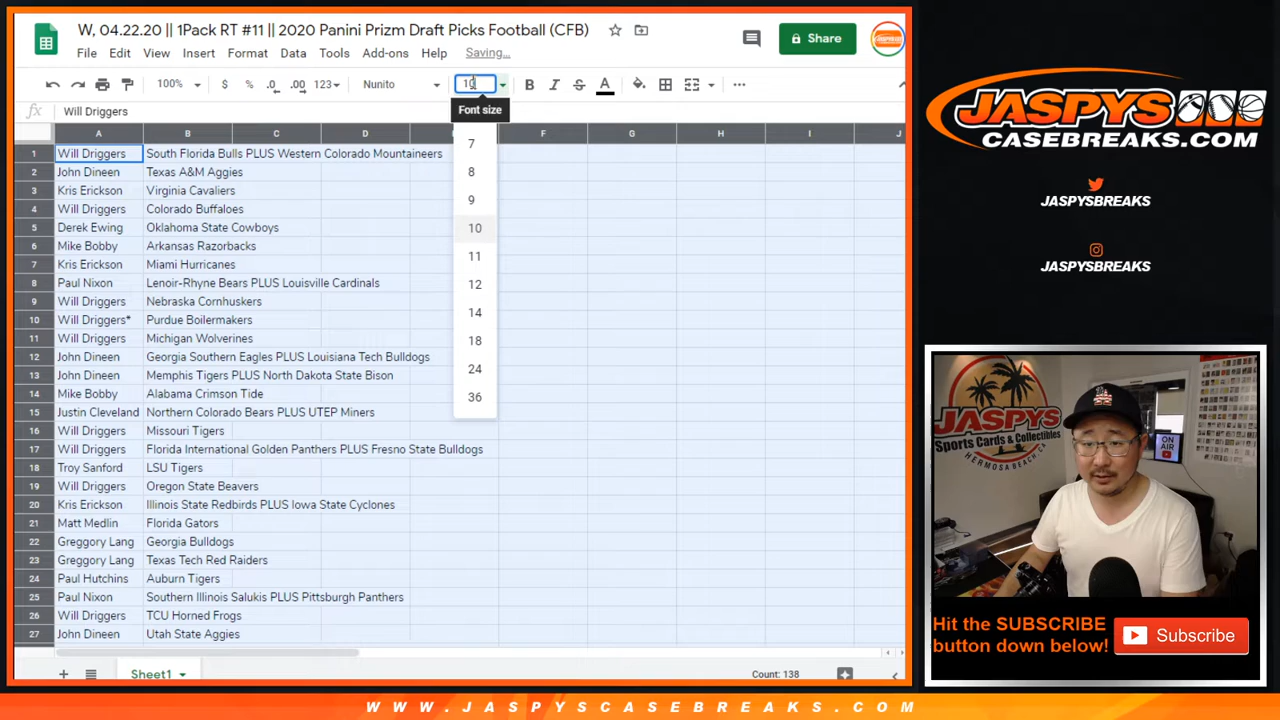 W, 04.22.20 || 1Pack RT #11 || 2020 Panini Prizm Draft Picks Football (CFB)
File Edit View Insert Format Data Tools Add-ons Help Saving...
Share
100% $ % .0 .00 123 Nunito 10 B I S A
Font size
fx Will Driggers
A B C D F G H I J
1 Will Driggers South Florida Bulls PLUS Western Colorado Mountaineers
2 John Dineen Texas A&M Aggies
3 Kris Erickson Virginia Cavaliers
4 Will Driggers Colorado Buffaloes
5 Derek Ewing Oklahoma State Cowboys
6 Mike Bobby Arkansas Razorbacks
7 Kris Erickson Miami Hurricanes
8 Paul Nixon Lenoir-Rhyne Bears PLUS Louisville Cardinals
9 Will Driggers Nebraska Cornhuskers
10 Will Driggers* Purdue Boilermakers
11 Will Driggers Michigan Wolverines
12 John Dineen Georgia Southern Eagles PLUS Louisiana Tech Bulldogs
13 John Dineen Memphis Tigers PLUS North Dakota State Bison
14 Mike Bobby Alabama Crimson Tide
15 Justin Cleveland Northern Colorado Bears PLUS UTEP Miners
16 Will Driggers Missouri Tigers
17 Will Driggers Florida International Golden Panthers PLUS Fresno State Bulldogs
18 Troy Sanford LSU Tigers
19 Will Driggers Oregon State Beavers
20 Kris Erickson Illinois State Redbirds PLUS Iowa State Cyclones
21 Matt Medlin Florida Gators
22 Greggory Lang Georgia Bulldogs
23 Greggory Lang Texas Tech Red Raiders
24 Paul Hutchins Auburn Tigers
25 Paul Nixon Southern Illinois Salukis PLUS Pittsburgh Panthers
26 Will Driggers TCU Horned Frogs
27 John Dineen Utah State Aggies
7
8
9
10
11
12
14
18
24
36
Sheet1
Count: 138
JASPYS
CASEBREAKS.COM
JASPYSBREAKS
JASPYSBREAKS
JASPYS
Sports Cards & Collectibles
HERMOSA BEACH, CA
ON AIR
Hit the SUBSCRIBE
button down below!
Subscribe
WWW.JASPYSCASEBREAKS.COM